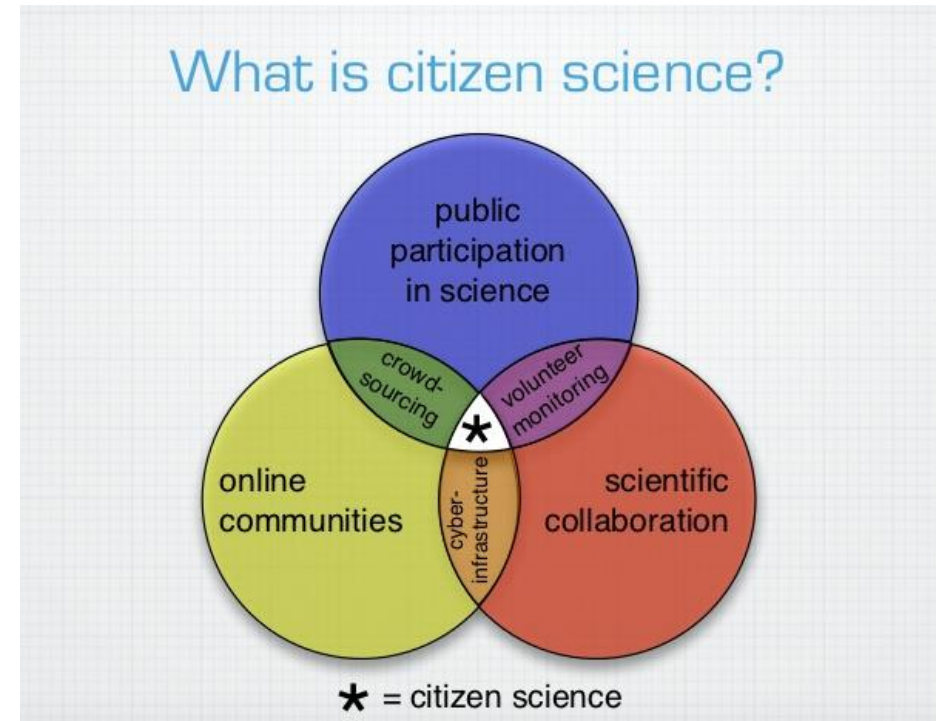 What is citizen science?
public
participation
in science
crowd-
sourcing
volunteer
monitoring
*
online
communities
cyber-
infrastructure
scientific
collaboration
* = citizen science